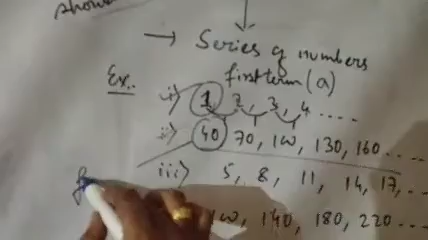 → Series of numbers
Ex.. first term (a)
i) 1, 2, 3, 4 ....
ii) 40, 70, 100, 130, 160....
iii) 5, 8, 11, 14, 17,...
100, 140, 180, 220....